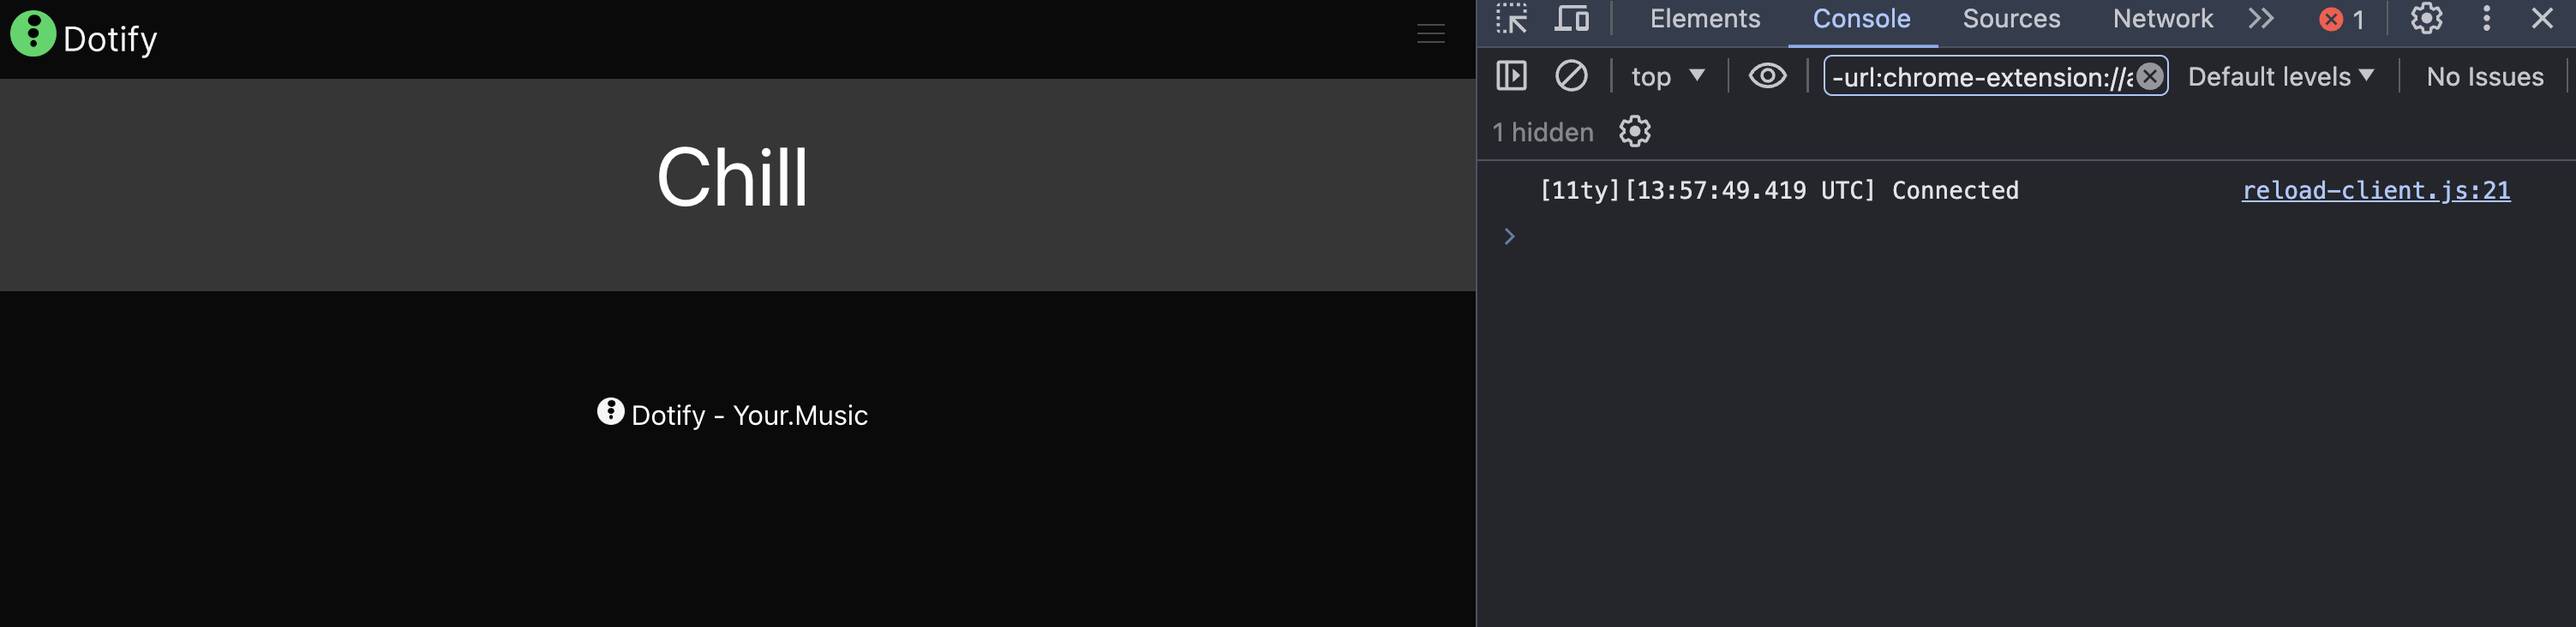 Dotify
Chill
Dotify - Your.Music
Elements Console Sources Network 1
top -url:chrome-extension:// Default levels No Issues
1 hidden
[11ty][13:57:49.419 UTC] Connected reload-client.js:21